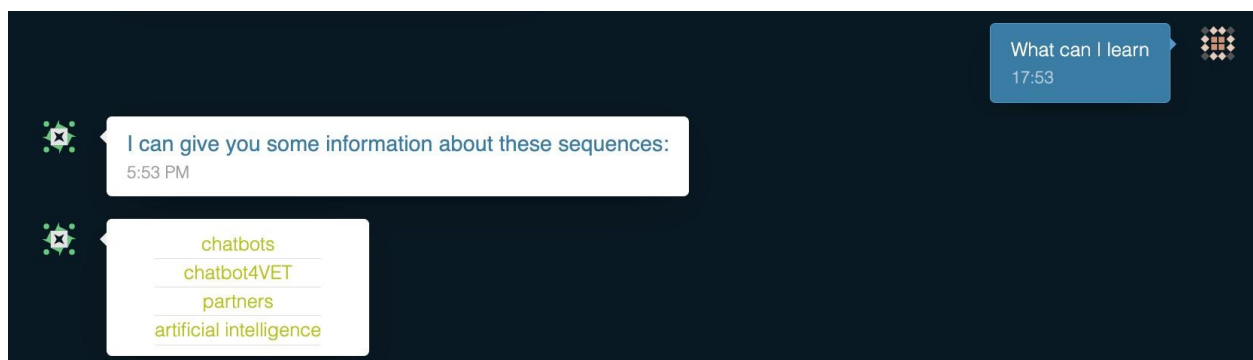 What can I learn
17:53
I can give you some information about these sequences:
5:53 PM
chatbots
chatbot4VET
partners
artificial intelligence